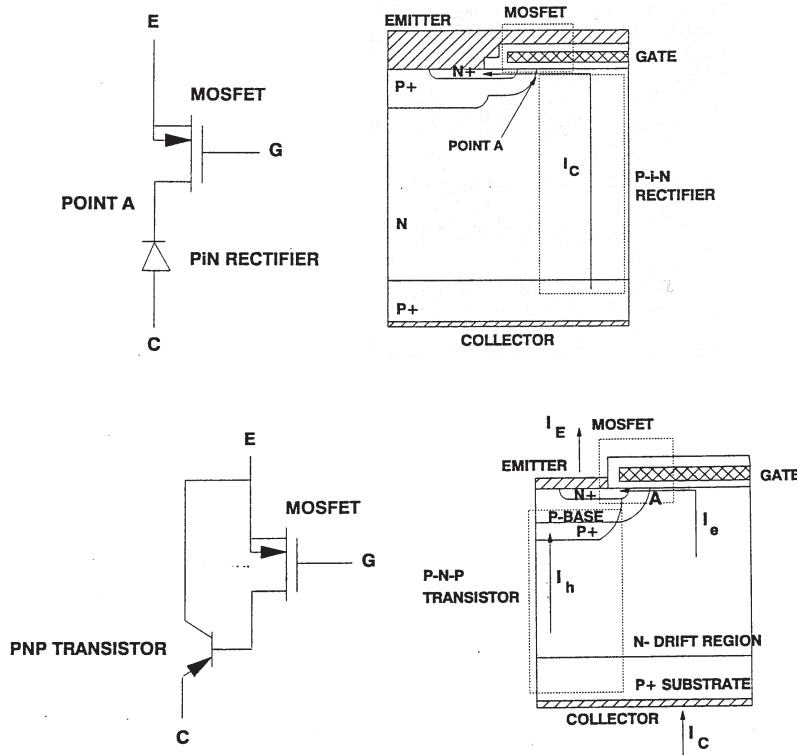 E
MOSFET
G
POINT A
PiN RECTIFIER
C
EMITTER
MOSFET
GATE
N+
P+
POINT A
I C
P-i-N
RECTIFIER
N
P+
COLLECTOR
E
MOSFET
G
PNP TRANSISTOR
C
I E
MOSFET
EMITTER
GATE
N+
A
P-BASE
P+
I e
P-N-P
TRANSISTOR
I h
N- DRIFT REGION
P+ SUBSTRATE
COLLECTOR
I C